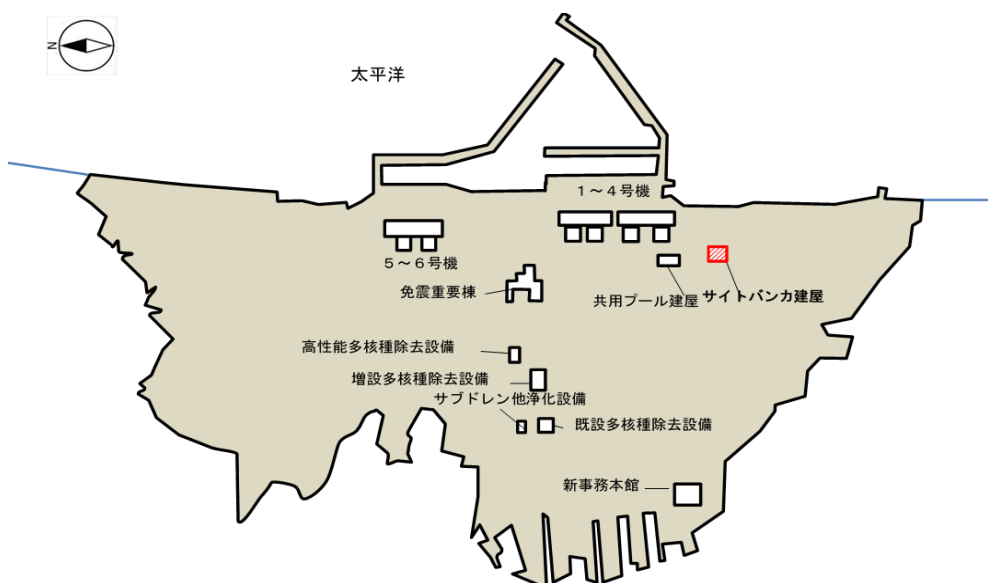 N
太平洋
1～4号機
5～6号機
免震重要棟
共用プール建屋
サイトバンカ建屋
高性能多核種除去設備
増設多核種除去設備
サブドレン他浄化設備
既設多核種除去設備
新事務本館